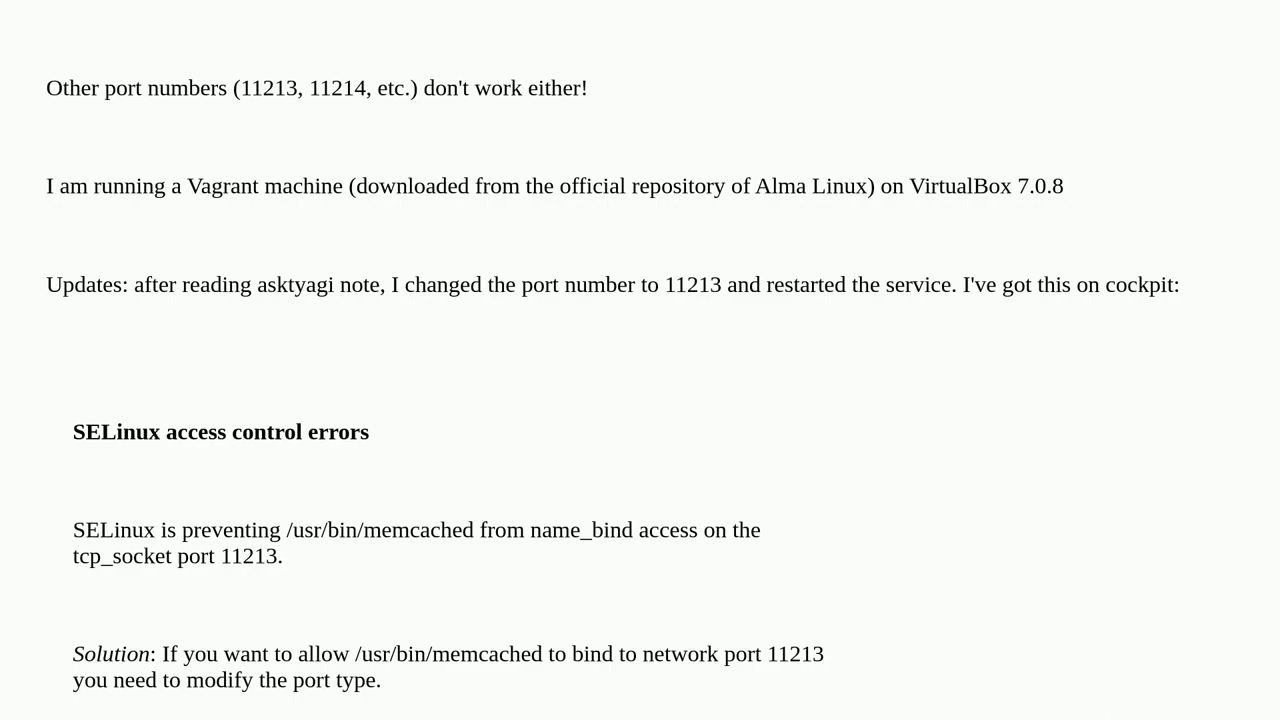 Other port numbers (11213, 11214, etc.) don't work either!
I am running a Vagrant machine (downloaded from the official repository of Alma Linux) on VirtualBox 7.0.8
Updates: after reading asktyagi note, I changed the port number to 11213 and restarted the service. I've got this on cockpit:
SELinux access control errors
SELinux is preventing /usr/bin/memcached from name_bind access on the
tcp_socket port 11213.
Solution: If you want to allow /usr/bin/memcached to bind to network port 11213
you need to modify the port type.